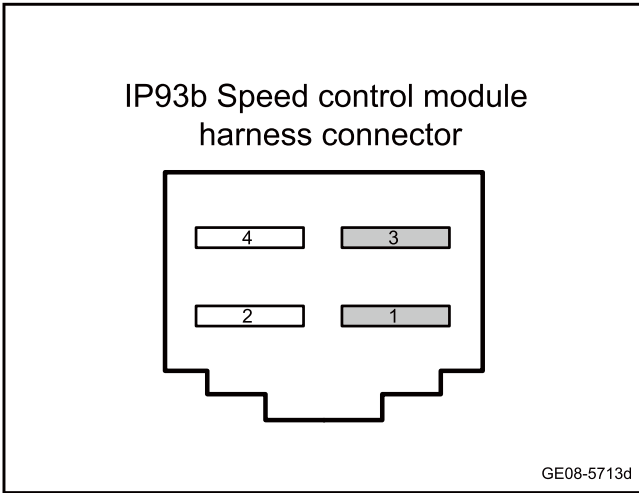 IP93b Speed control module
harness connector
4 3
2 1
GE08-5713d